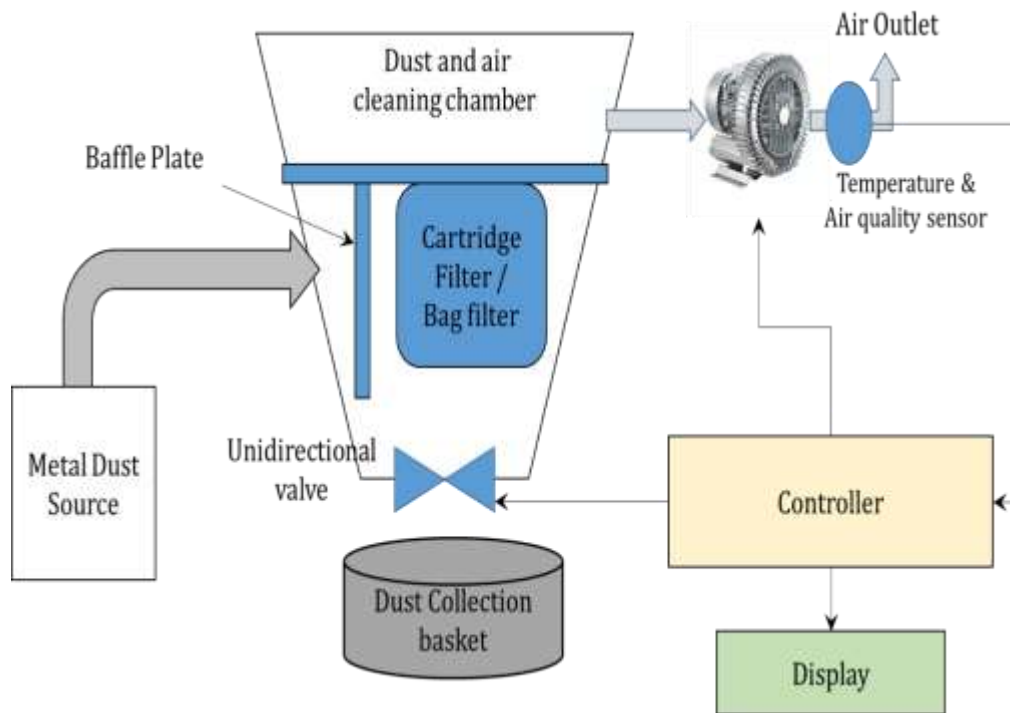 Air Outlet
Dust and air
cleaning chamber
Baffle Plate
Temperature &
Air quality sensor
Cartridge
Filter /
Bag filter
Unidirectional
valve
Metal Dust
Source
Controller
Dust Collection
basket
Display